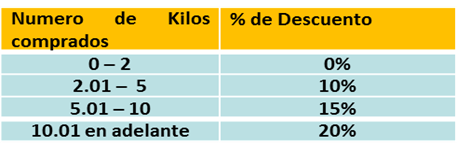 Numero de Kilos % de Descuento
comprados
0 – 2 0%
2.01 – 5 10%
5.01 – 10 15%
10.01 en adelante 20%